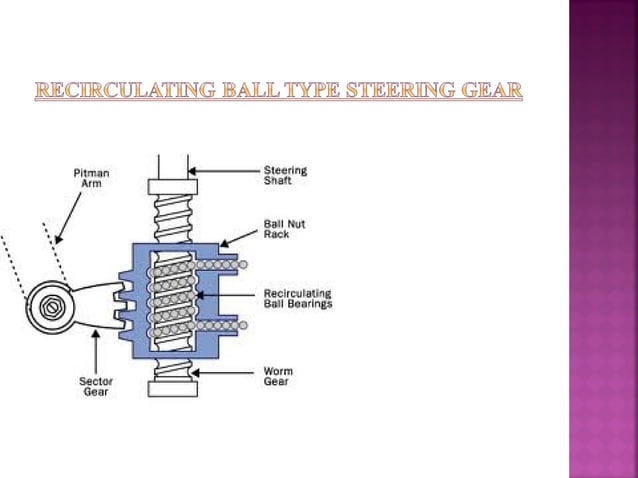 RECIRCULATING BALL TYPE STEERING GEAR
Pitman
Arm
Steering
Shaft
Ball Nut
Rack
Recirculating
Ball Bearings
Sector
Gear
Worm
Gear